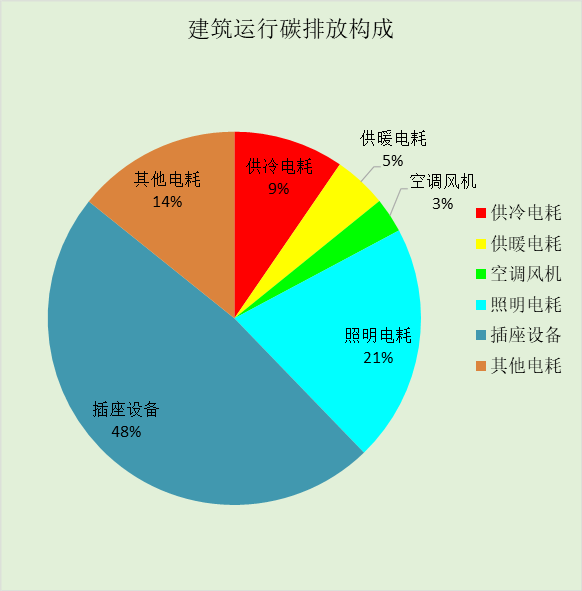 建筑运行碳排放构成
供暖电耗
5%
供冷电耗
9%
其他电耗
14%
空调风机
3%
照明电耗
21%
插座设备
48%
供冷电耗
供暖电耗
空调风机
照明电耗
插座设备
其他电耗